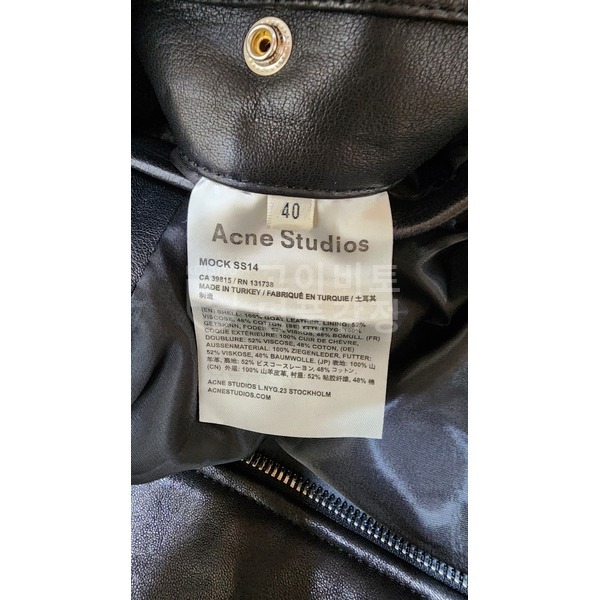 40
Acne Studios
MOCK SS14
CA 39815 / RN 131738
MADE IN TURKEY / FABRIQUÉ EN TURQUIE / 土耳其
制造
(EN) SHELL: 100% GOAT LEATHER, LINING: 52%
VISCOSE, 48% COTTON. (SE) YTTERTYG: 100%
GETSKINN, FODER: 52% VISKOS, 48% BOMULL. (FR)
COQUE EXTÉRIEURE: 100% CUIR DE CHÈVRE,
DOUBLURE: 52% VISCOSE, 48% COTON. (DE)
AUSSENMATERIAL: 100% ZIEGENLEDER, FUTTER:
52% VISKOSE, 48% BAUMWOLLE. (JP) 表地: 100% 山
羊革, 裏地: 52% ビスコースレーヨン, 48% コットン.
(CN) 外層: 100% 山羊皮革, 村屋: 52% 粘胶纤维, 48% 棉
ACNE STUDIOS L.NYG.23 STOCKHOLM
ACNESTUDIOS.COM